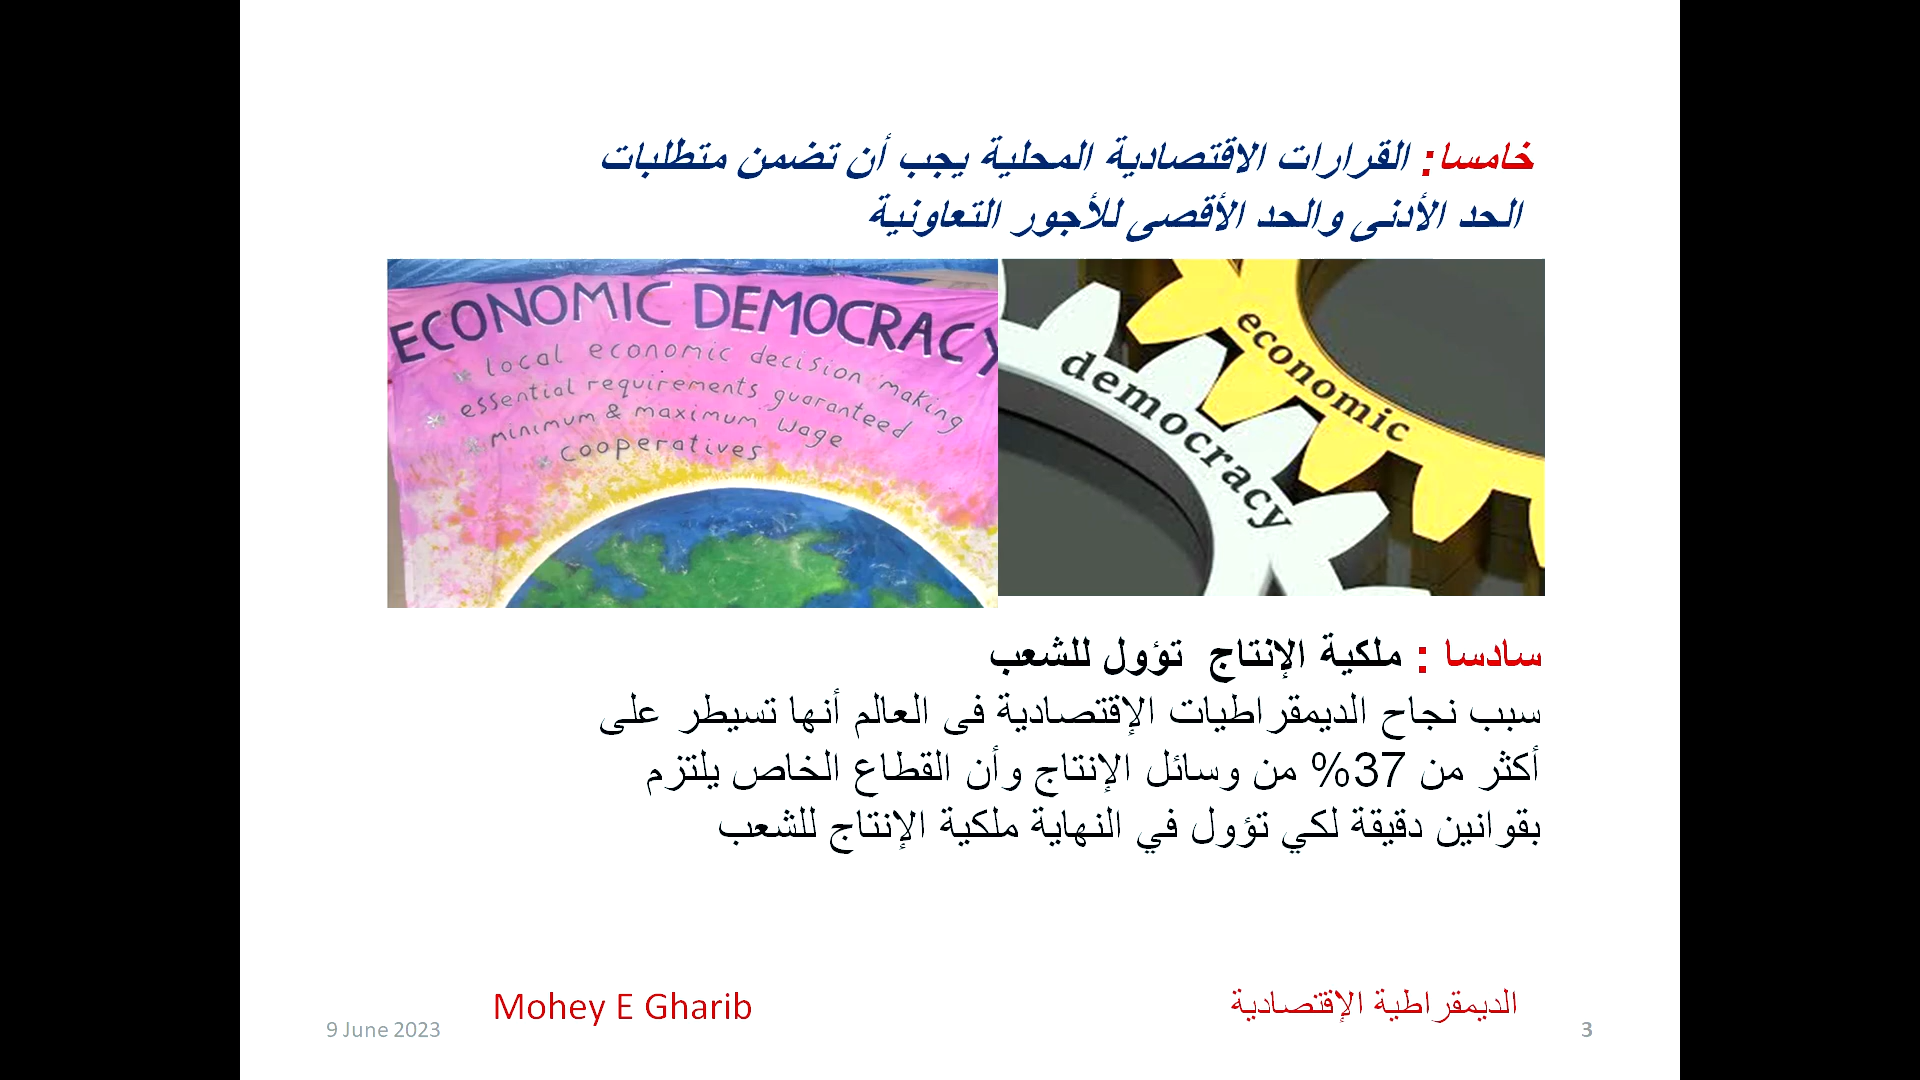 خامسا: القرارات الاقتصادية المحلية يجب أن تضمن متطلبات
الحد الأدنى والحد الأقصى للأجور التعاونية
ECONOMIC DEMOCRACY
local economic decision making
essential requirements guaranteed
minimum & maximum wage
cooperatives
economic
democracy
سادسا : ملكية الإنتاج تؤول للشعب
سبب نجاح الديمقراطيات الإقتصادية فى العالم أنها تسيطر على
أكثر من 37% من وسائل الإنتاج وأن القطاع الخاص يلتزم
بقوانين دقيقة لكي تؤول في النهاية ملكية الإنتاج للشعب
الديمقراطية الإقتصادية
Mohey E Gharib
9 June 2023
3